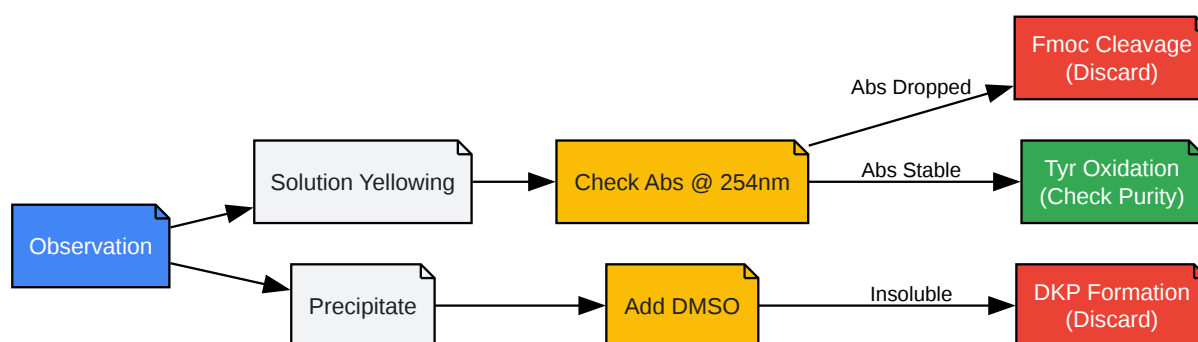 Fmoc Cleavage
(Discard)
Abs Dropped
Solution Yellowing
Check Abs @ 254nm
Abs Stable
Tyr Oxidation
(Check Purity)
Observation
Precipitate
Add DMSO
Insoluble
DKP Formation
(Discard)